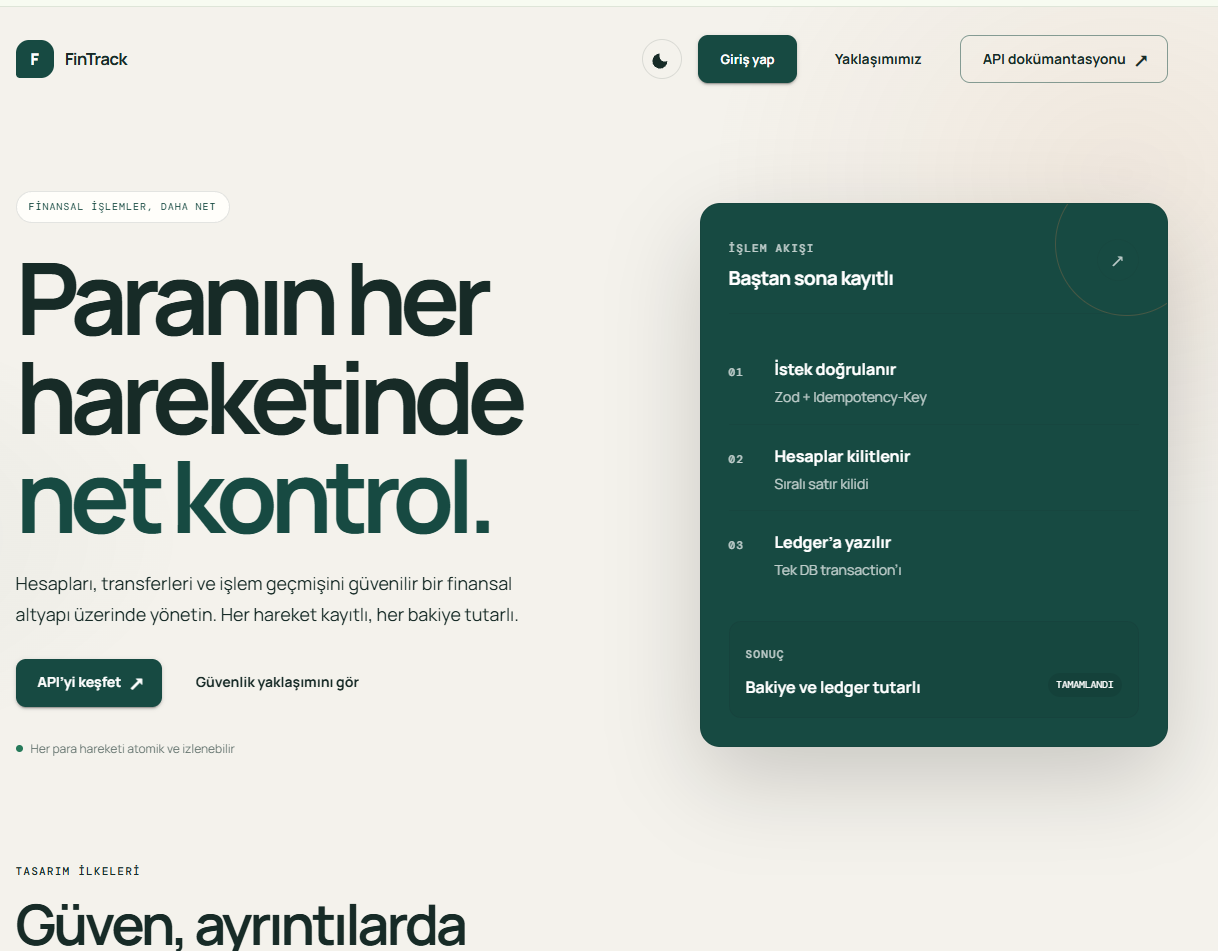 F FinTrack
Giriş yap
Yaklaşımımız
API dokümantasyonu ↗
FİNANSAL İŞLEMLER, DAHA NET
Paranın her
hareketinde
net kontrol.
Hesapları, transferleri ve işlem geçmişini güvenilir bir finansal
altyapı üzerinde yönetin. Her hareket kayıtlı, her bakiye tutarlı.
API’yi keşfet ↗
Güvenlik yaklaşımını gör
Her para hareketi atomik ve izlenebilir
İŞLEM AKIŞI
Baştan sona kayıtlı
↗
01 İstek doğrulanır
Zod + Idempotency-Key
02 Hesaplar kilitlenir
Sıralı satır kilidi
03 Ledger’a yazılır
Tek DB transaction’ı
SONUÇ
Bakiye ve ledger tutarlı
TAMAMLANDI
TASARIM İLKELERİ
Güven, ayrıntılarda